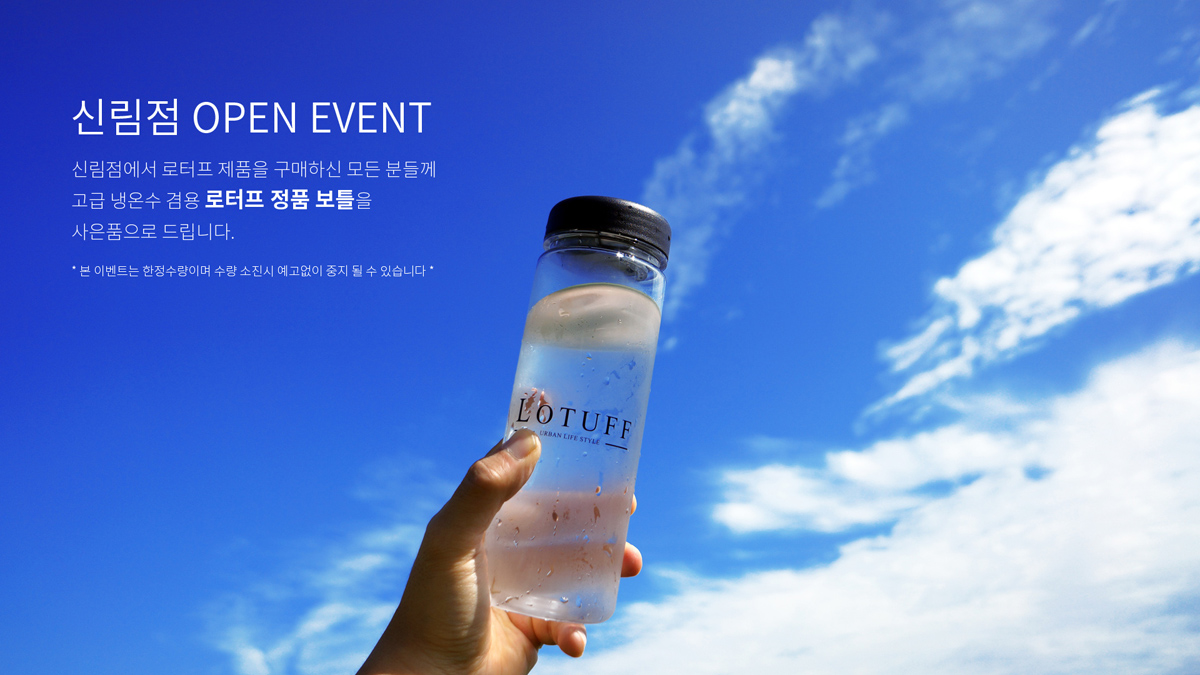 신림점 OPEN EVENT
신림점에서 로터프 제품을 구매하신 모든 분들께
고급 냉온수 겸용 로터프 정품 보틀을
사은품으로 드립니다.
* 본 이벤트는 한정수량이며 수량 소진시 예고없이 중지 될 수 있습니다 *
LOTUFF
URBAN LIFE STYLE